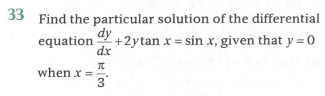 33 Find the particular solution of the differential
equation dy/dx + 2y tan x = sin x, given that y = 0
when x = π/3.